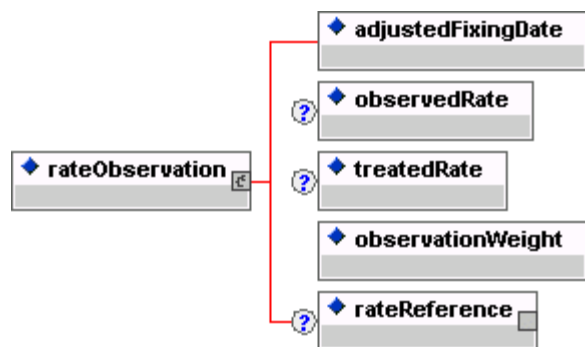 adjustedFixingDate
? observedRate
rateObservation
? treatedRate
observationWeight
? rateReference